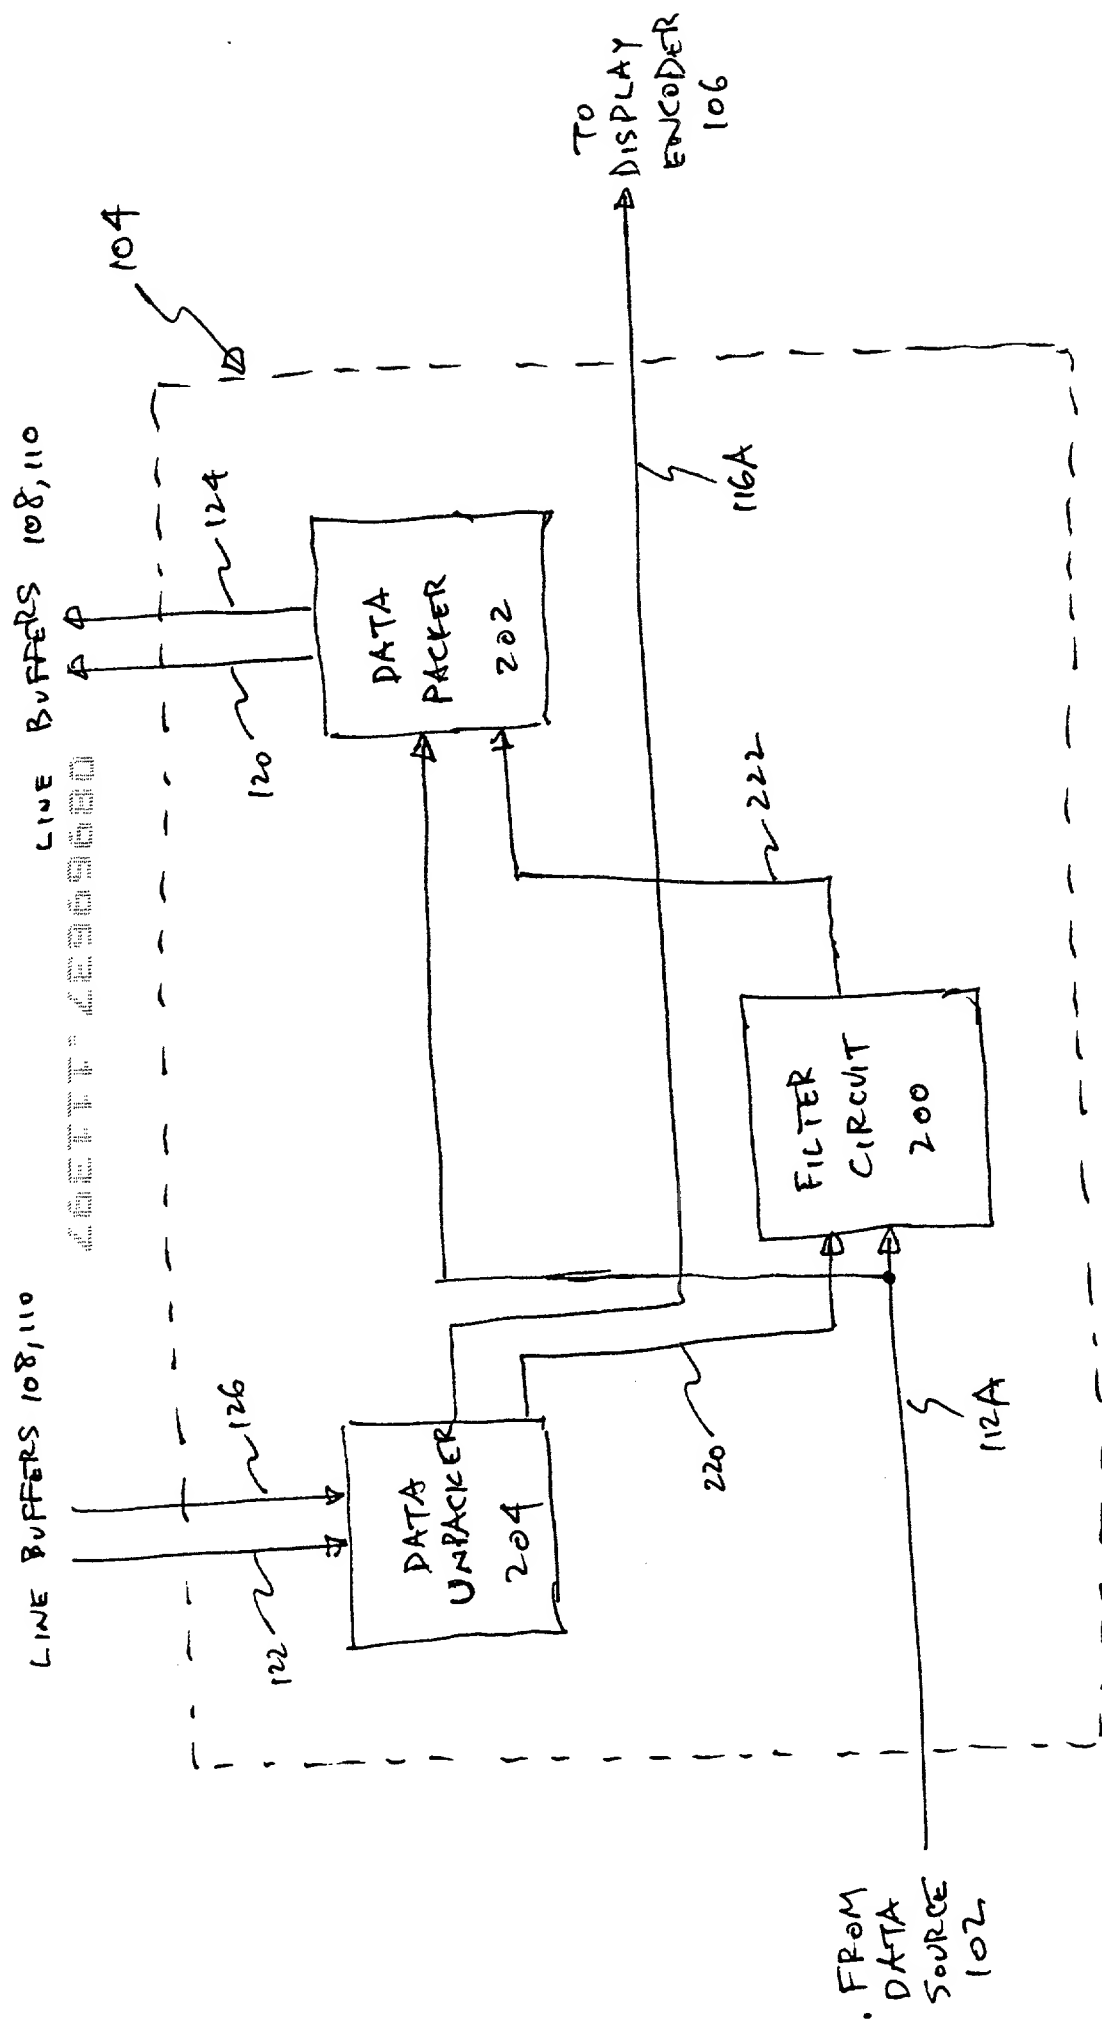 LINE BUFFERS 108,110
LINE BUFFERS 108,110
104
126
122
124
120
DATA
UNPACKER
204
DATA
PACKER
202
TO
DISPLAY
ENCODER
106
116A
222
220
FILTER
CIRCUIT
200
112A
FROM
DATA
SOURCE
102